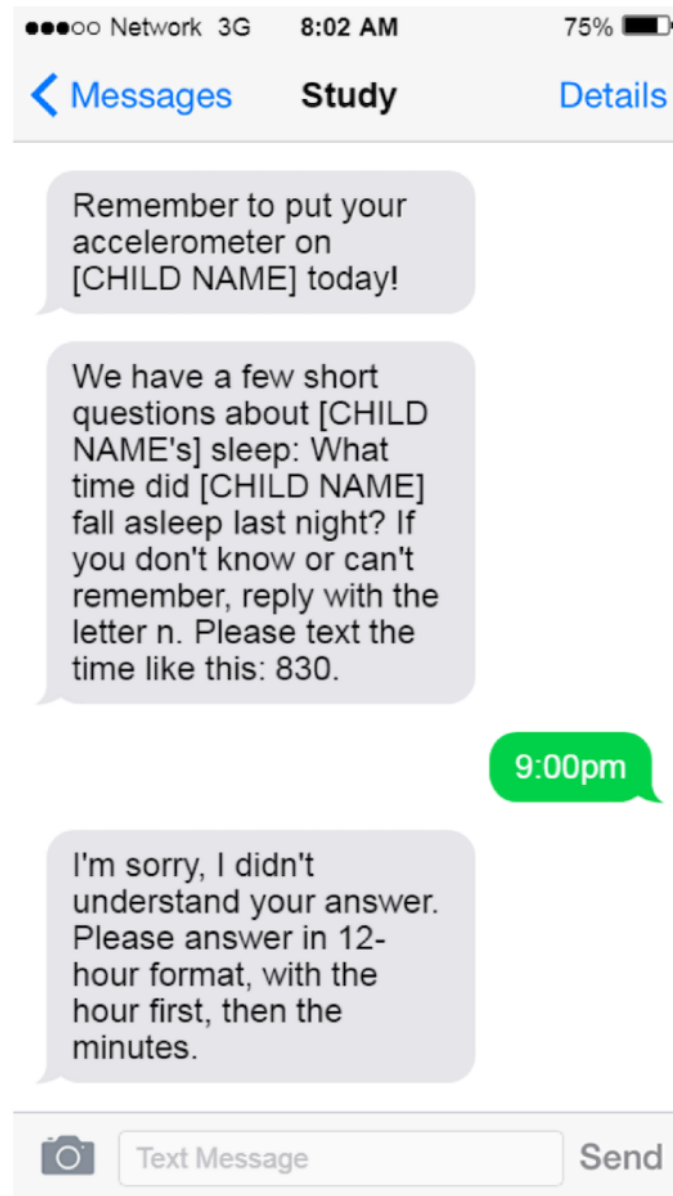 Network 3G 8:02 AM 75%
Messages Study Details
Remember to put your
accelerometer on
[CHILD NAME] today!
We have a few short
questions about [CHILD
NAME's] sleep: What
time did [CHILD NAME]
fall asleep last night? If
you don't know or can't
remember, reply with the
letter n. Please text the
time like this: 830.
9:00pm
I'm sorry, I didn't
understand your answer.
Please answer in 12-
hour format, with the
hour first, then the
minutes.
Text Message Send